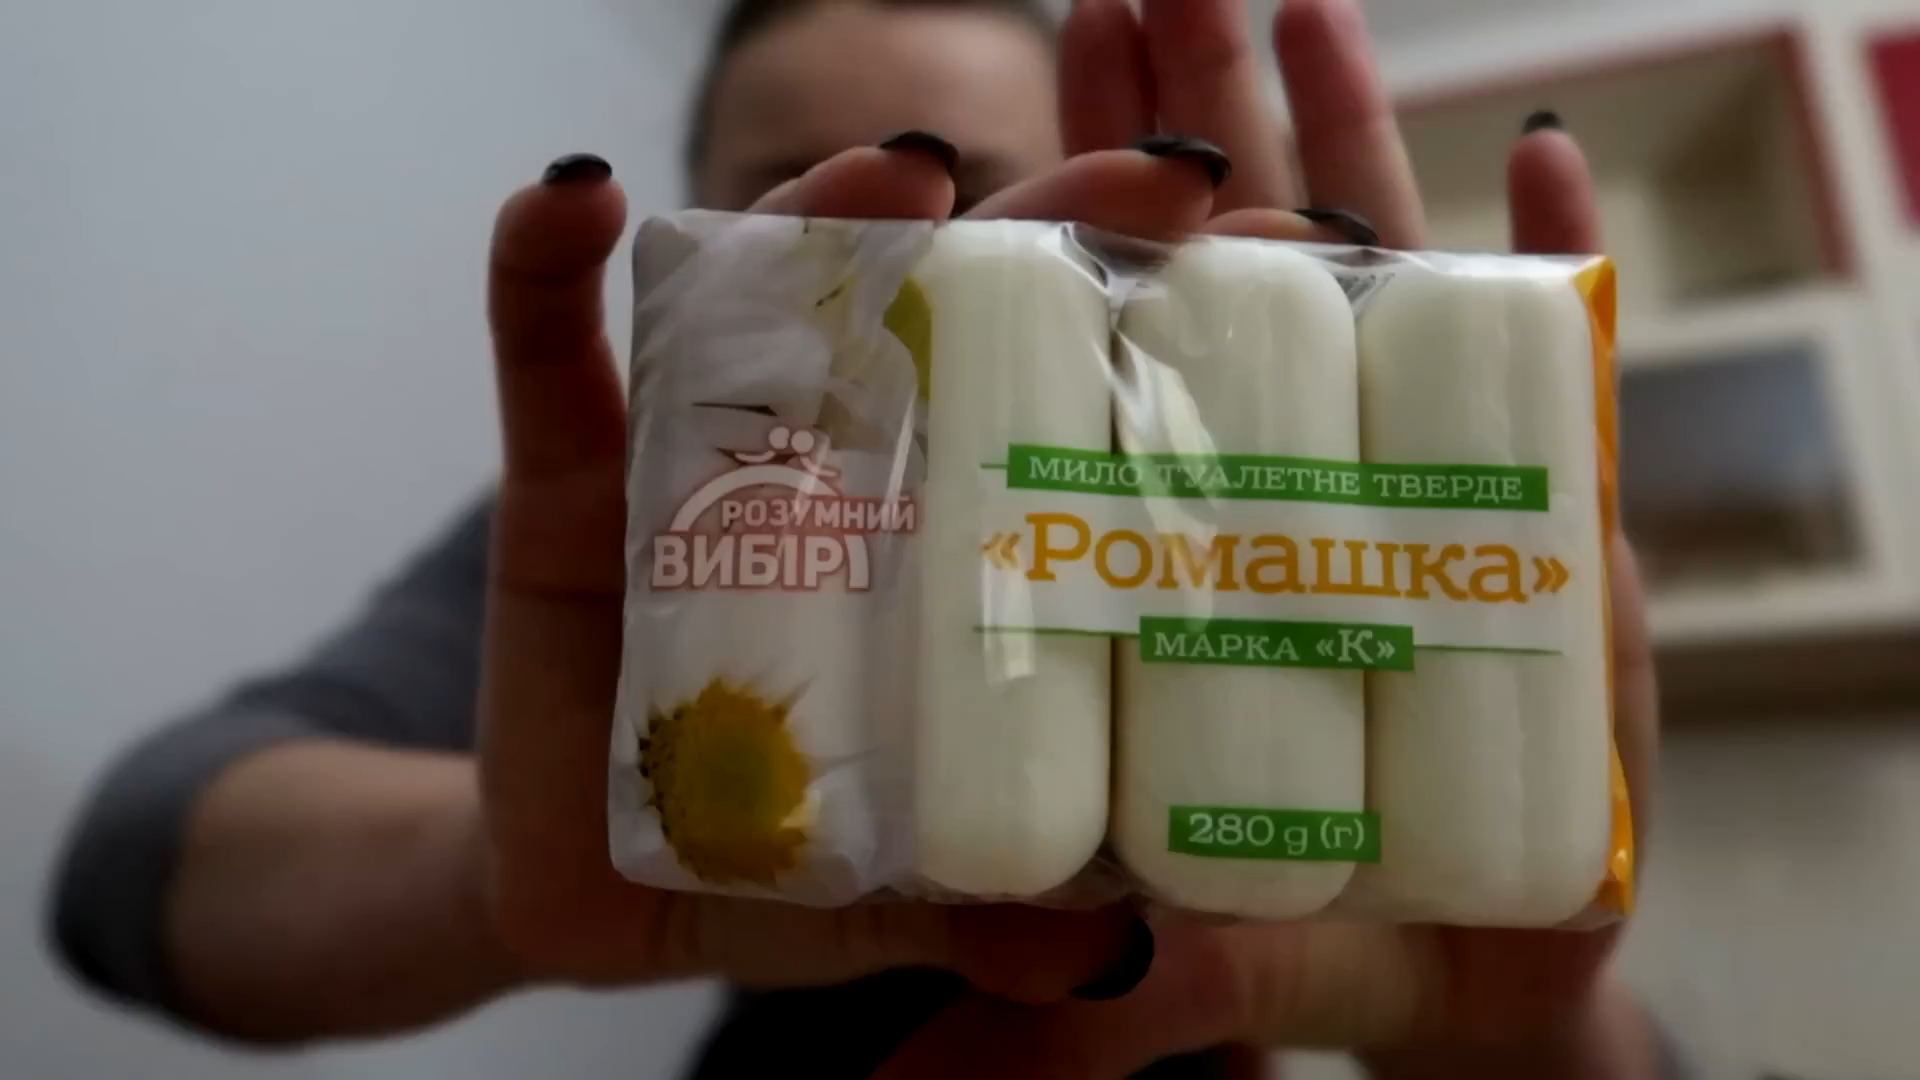 РОЗУМНИЙ
ВИБІР
МИЛО ТУАЛЕТНЕ ТВЕРДЕ
«Ромашка»
МАРКА «К»
280 g (г)